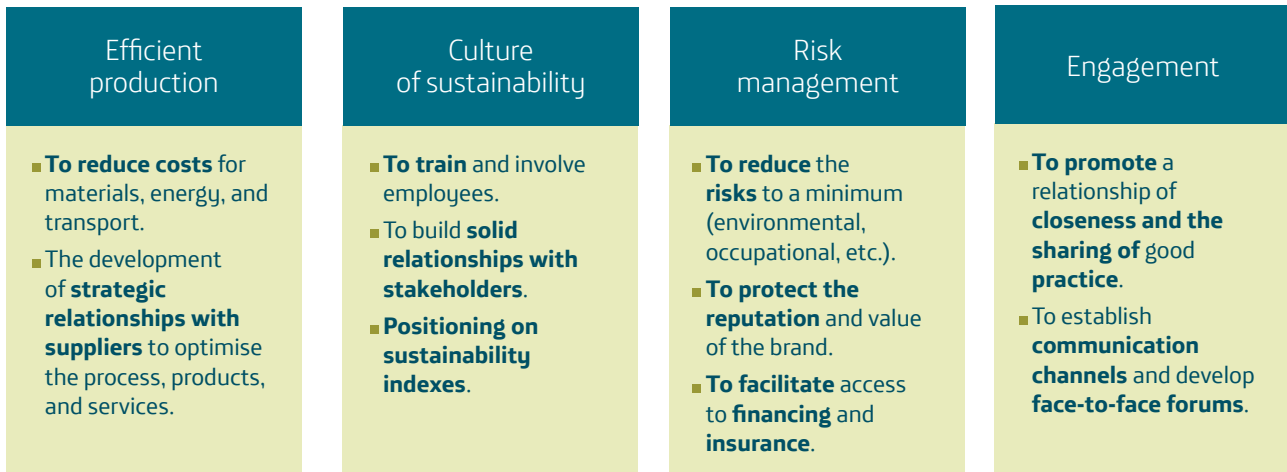 Efficient
production
To reduce costs for
materials, energy, and
transport.
The development
of strategic
relationships with
suppliers to optimise
the process, products,
and services.
Culture
of sustainability
To train and involve
employees.
To build solid
relationships with
stakeholders.
Positioning on
sustainability
indexes.
Risk
management
To reduce the
risks to a minimum
(environmental,
occupational, etc.).
To protect the
reputation and value
of the brand.
To facilitate access
to financing and
insurance.
Engagement
To promote a
relationship of
closeness and the
sharing of good
practice.
To establish
communication
channels and develop
face-to-face forums.